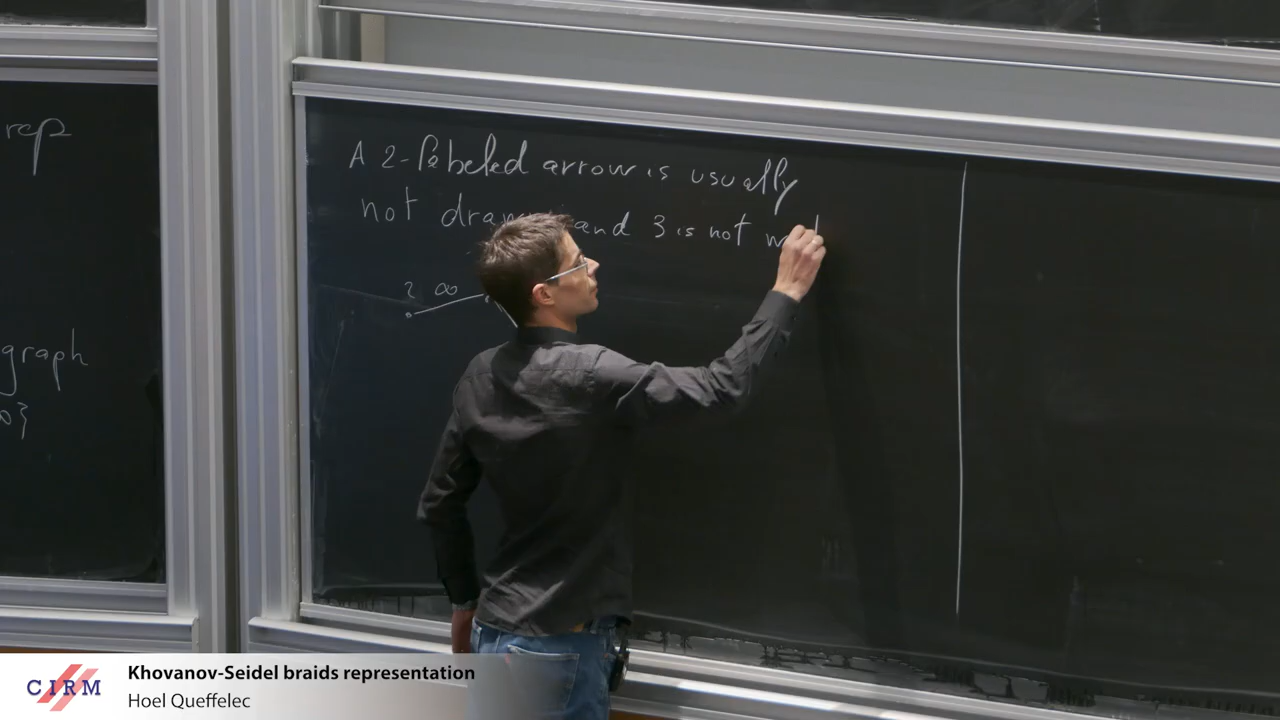 rep
graph
∞}
A 2-labeled arrow is usually
not drawn and 3 is not
2 ∞
CIRM
Khovanov-Seidel braids representation
Hoel Queffelec